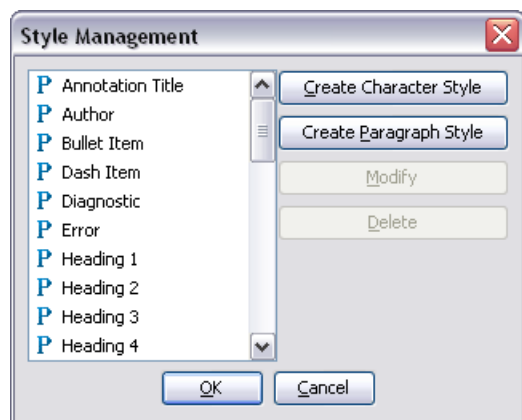 Style Management
P Annotation Title
P Author
P Bullet Item
P Dash Item
P Diagnostic
P Error
P Heading 1
P Heading 2
P Heading 3
P Heading 4
Create Character Style
Create Paragraph Style
Modify
Delete
OK
Cancel